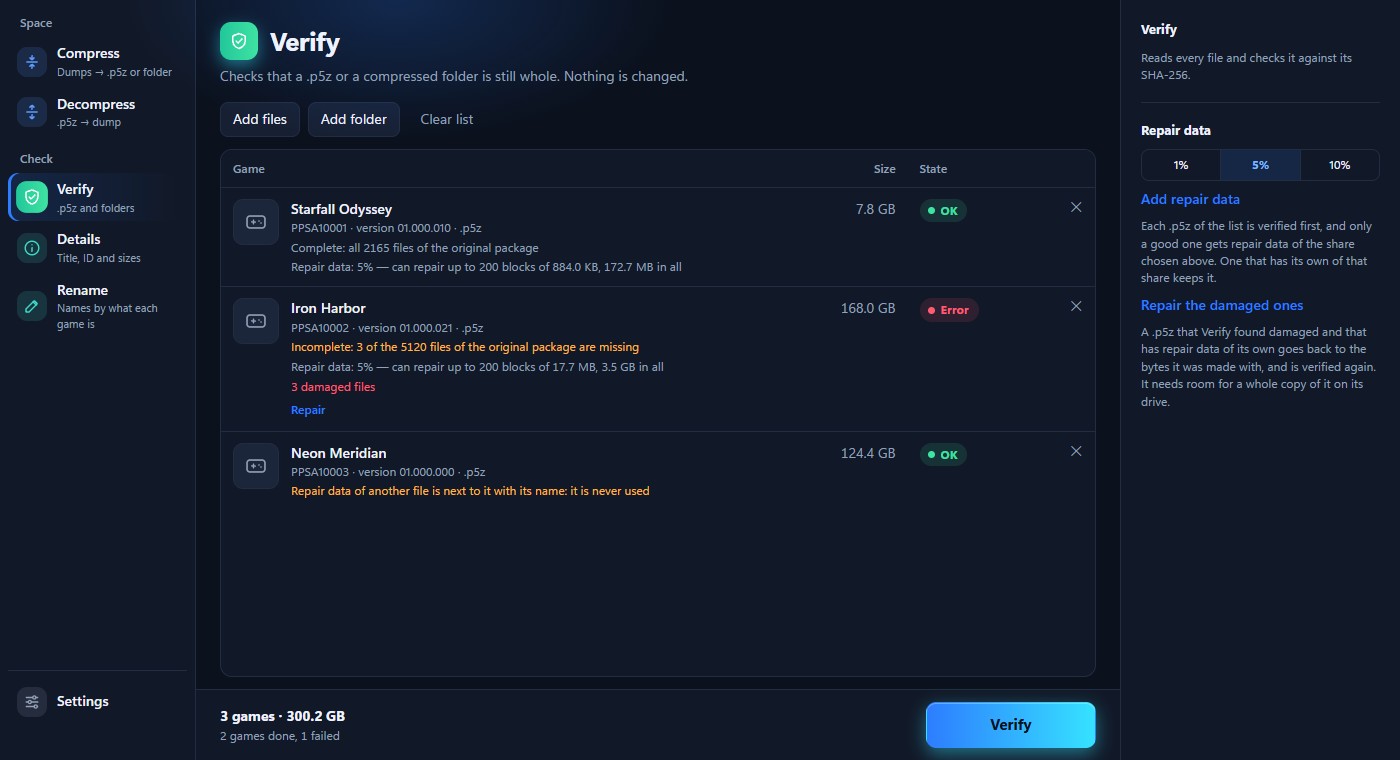 Space
Compress
Dumps → .p5z or folder
Decompress
.p5z → dump
Check
Verify
.p5z and folders
Details
Title, ID and sizes
Rename
Names by what each
game is
Settings
Verify
Checks that a .p5z or a compressed folder is still whole. Nothing is changed.
Add files
Add folder
Clear list
Game
Size
State
Starfall Odyssey
7.8 GB
OK
PPSA10001 · version 01.000.010 · .p5z
Complete: all 2165 files of the original package
Repair data: 5% — can repair up to 200 blocks of 884.0 KB, 172.7 MB in all
Iron Harbor
168.0 GB
Error
PPSA10002 · version 01.000.021 · .p5z
Incomplete: 3 of the 5120 files of the original package are missing
Repair data: 5% — can repair up to 200 blocks of 17.7 MB, 3.5 GB in all
3 damaged files
Repair
Neon Meridian
124.4 GB
OK
PPSA10003 · version 01.000.000 · .p5z
Repair data of another file is next to it with its name: it is never used
3 games · 300.2 GB
2 games done, 1 failed
Verify
Verify
Reads every file and checks it against its
SHA-256.
Repair data
1%
5%
10%
Add repair data
Each .p5z of the list is verified first, and only
a good one gets repair data of the share
chosen above. One that has its own of that
share keeps it.
Repair the damaged ones
A .p5z that Verify found damaged and that
has repair data of its own goes back to the
bytes it was made with, and is verified again.
It needs room for a whole copy of it on its
drive.